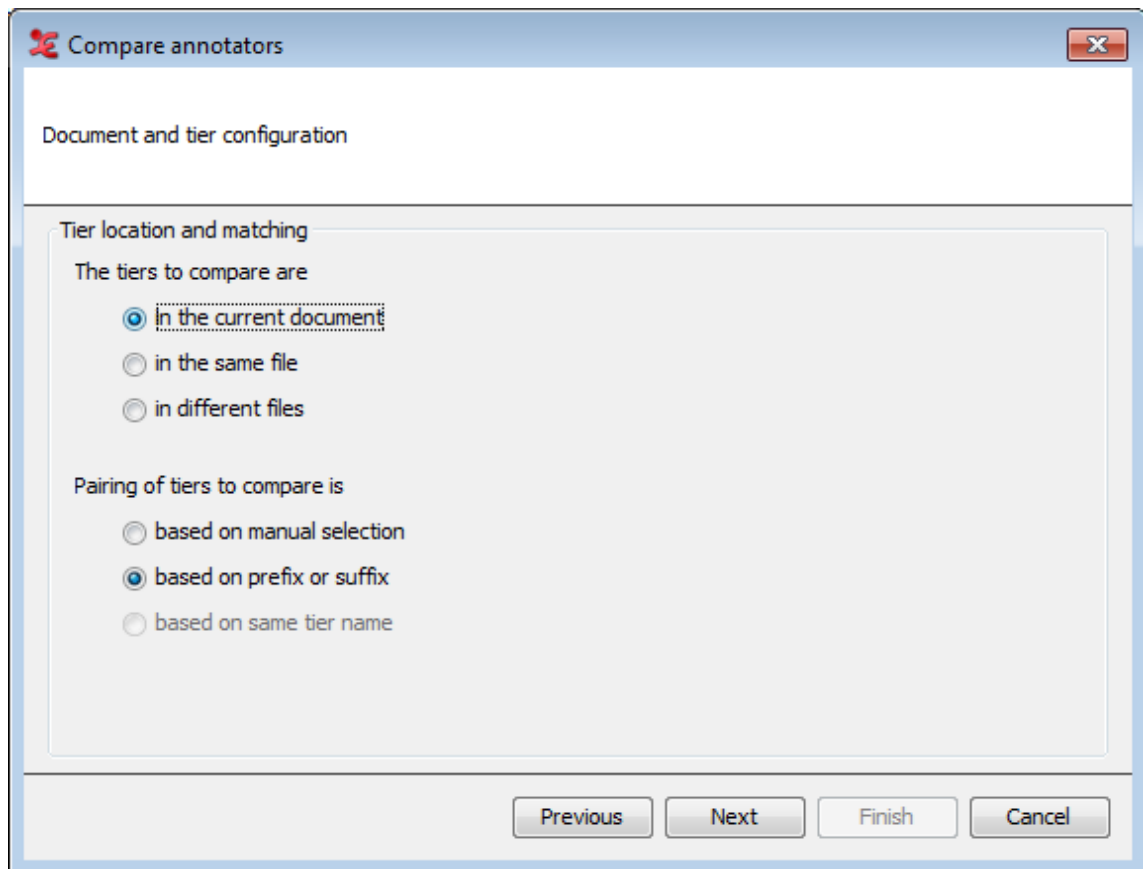 Compare annotators
Document and tier configuration
Tier location and matching
The tiers to compare are
in the current document
in the same file
in different files
Pairing of tiers to compare is
based on manual selection
based on prefix or suffix
based on same tier name
Previous Next Finish Cancel